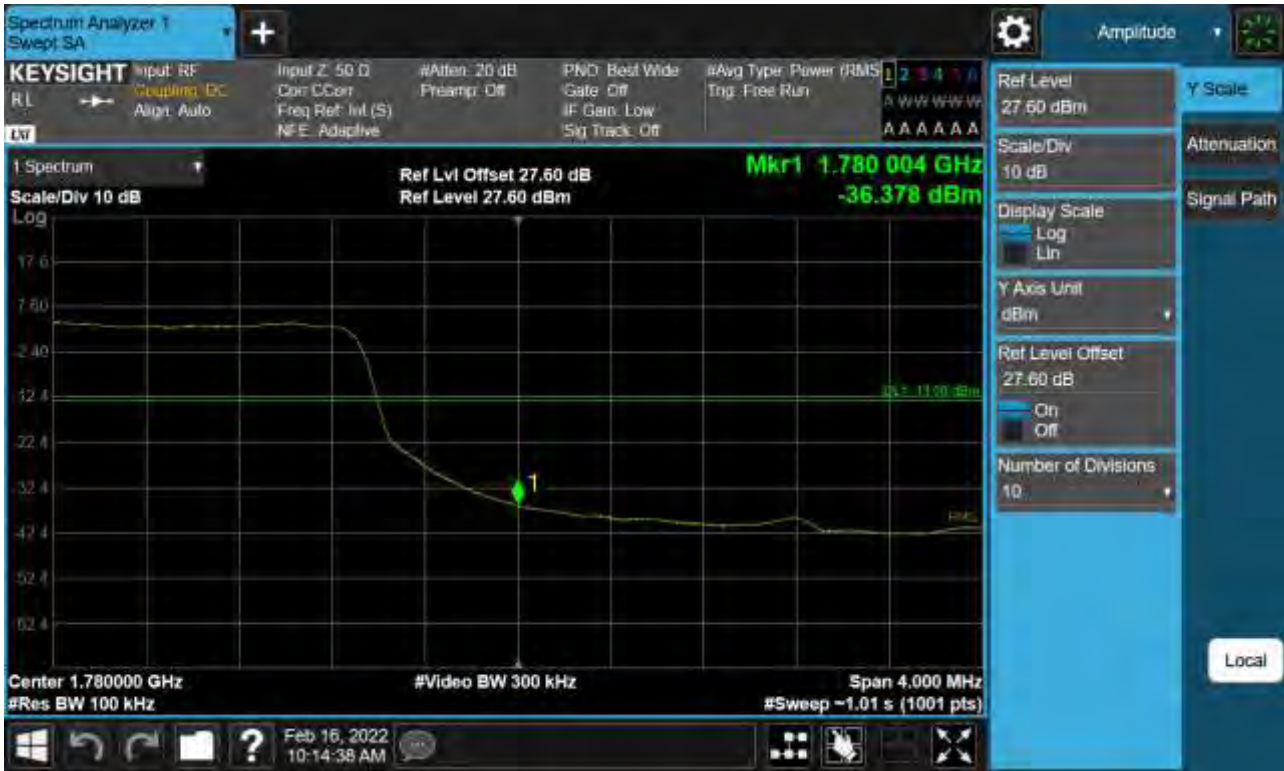 Spectrum Analyzer 1
Swept SA
Amplitude
KEYSIGHT
RL
LXI
Input: RF
Coupling: DC
Align: Auto
Input Z: 50 Ω
Corr CCorr
Freq Ref: Int (S)
NFE: Adaptive
#Atten: 20 dB
Preamp: Off
PNO: Best Wide
Gate: Off
IF Gain: Low
Sig Track: Off
#Avg Type: Power (RMS
Trig: Free Run
1 2 3 4 5 6
A W W W W W
A A A A A A
1 Spectrum
Scale/Div 10 dB
Log
Ref Lvl Offset 27.60 dB
Ref Level 27.60 dBm
Mkr1 1.780 004 GHz
-36.378 dBm
17.6
7.60
-2.40
-12.4
-22.4
-32.4
-42.4
-52.4
-62.4
DL1 -13.00 dBm
1
RMS
Center 1.780000 GHz
#Res BW 100 kHz
#Video BW 300 kHz
Span 4.000 MHz
#Sweep ~1.01 s (1001 pts)
Ref Level
27.60 dBm
Scale/Div
10 dB
Display Scale
Log
Lin
Y Axis Unit
dBm
Ref Level Offset
27.60 dB
On
Off
Number of Divisions
10
Y Scale
Attenuation
Signal Path
Local
?
Feb 16, 2022
10:14:38 AM